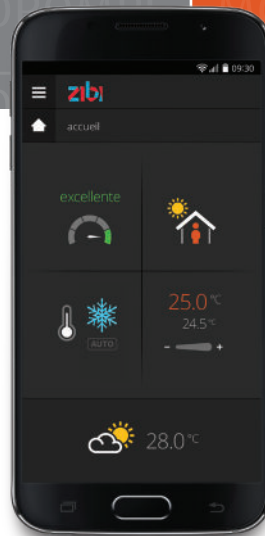 09:30
zibi
accueil
excellente
25.0 °C
24.5 °C
AUTO
- +
28.0 °C